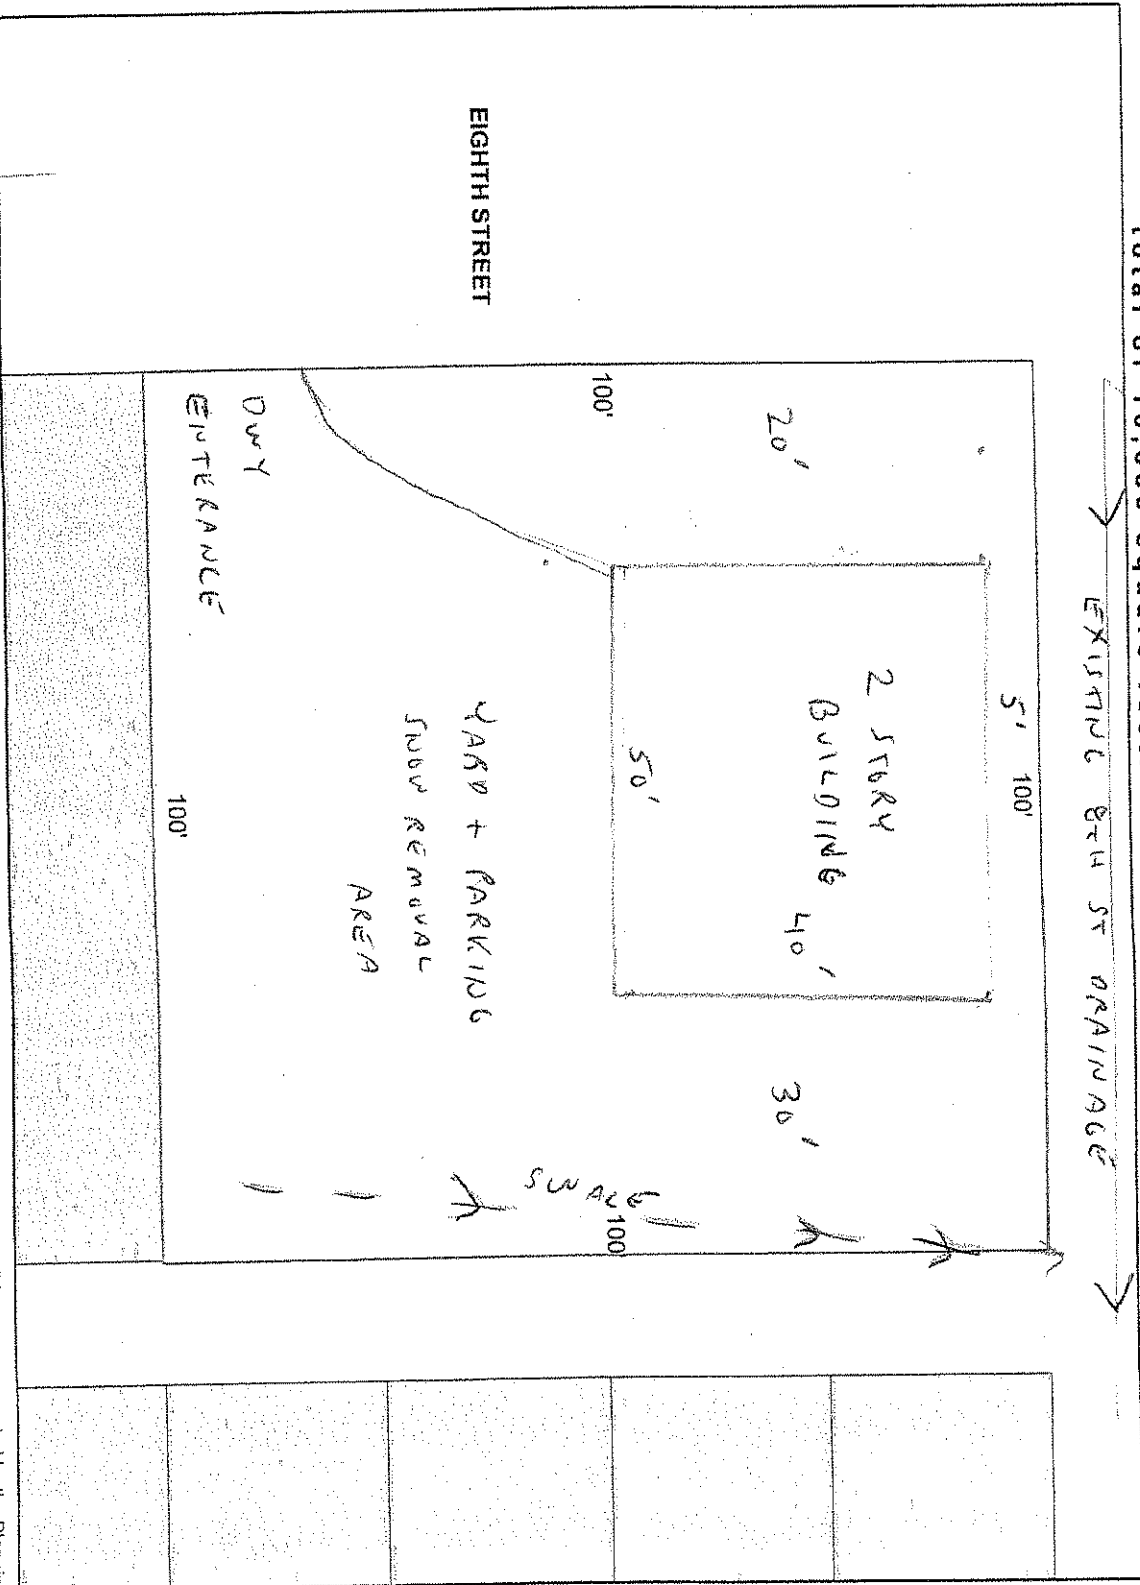 EXISTING 8TH ST DRAINAGE
5'
100'
20'
2 STORY
BUILDING
40'
30'
50'
100'
100
SWALE
EIGHTH STREET
YARD + PARKING
SNOW REMOVAL
AREA
DWY
ENTERANCE
100'